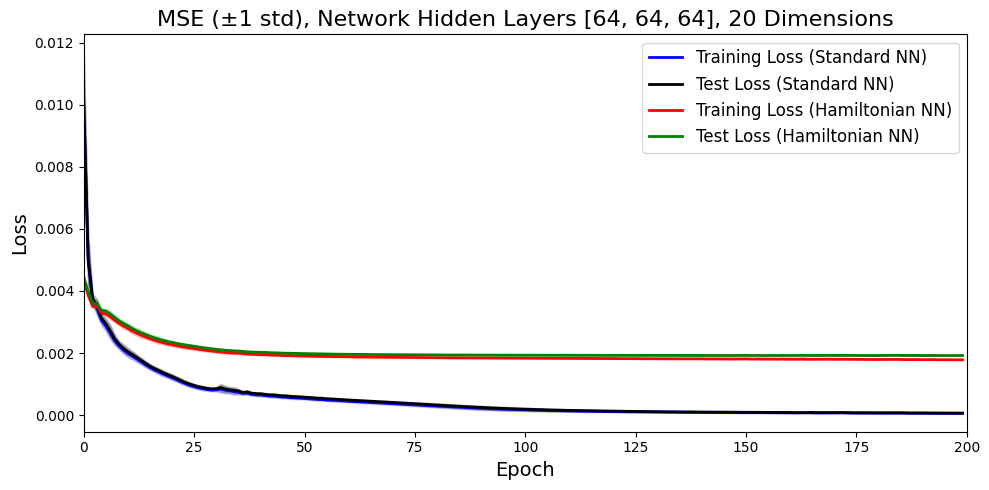 MSE (±1 std), Network Hidden Layers [64, 64, 64], 20 Dimensions
Training Loss (Standard NN)
Test Loss (Standard NN)
Training Loss (Hamiltonian NN)
Test Loss (Hamiltonian NN)
Loss
0.012
0.010
0.008
0.006
0.004
0.002
0.000
0 25 50 75 100 125 150 175 200
Epoch